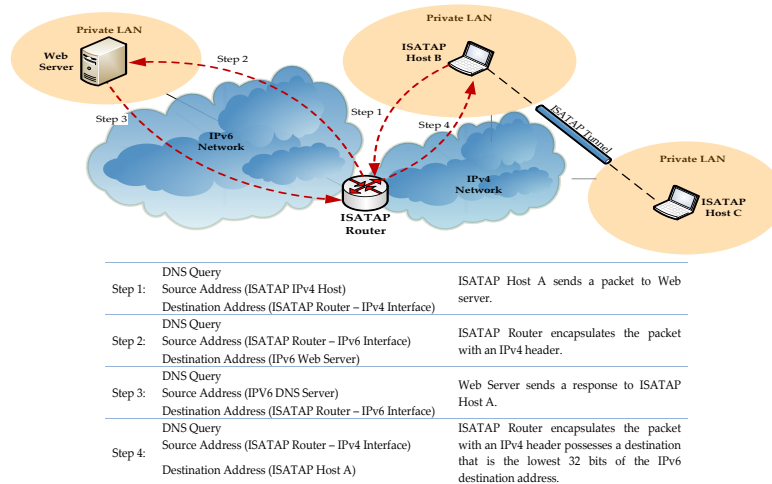 Private LAN
Web
Server
Step 2
Step 3
IPv6
Network
Private LAN
ISATAP
Host B
Step 1
Step 4
IPv4
Network
ISATAP
Router
ISATAP Tunnel
Private LAN
ISATAP
Host C
Step 1:
DNS Query
Source Address (ISATAP IPv4 Host)
Destination Address (ISATAP Router – IPv4 Interface)
ISATAP Host A sends a packet to Web
server.
Step 2:
DNS Query
Source Address (ISATAP Router – IPv6 Interface)
Destination Address (IPv6 Web Server)
ISATAP Router encapsulates the packet
with an IPv4 header.
Step 3:
DNS Query
Source Address (IPV6 DNS Server)
Destination Address (ISATAP Router – IPv6 Interface)
Web Server sends a response to ISATAP
Host A.
Step 4:
DNS Query
Source Address (ISATAP Router – IPv4 Interface)
Destination Address (ISATAP Host A)
ISATAP Router encapsulates the packet
with an IPv4 header possesses a destination
that is the lowest 32 bits of the IPv6
destination address.